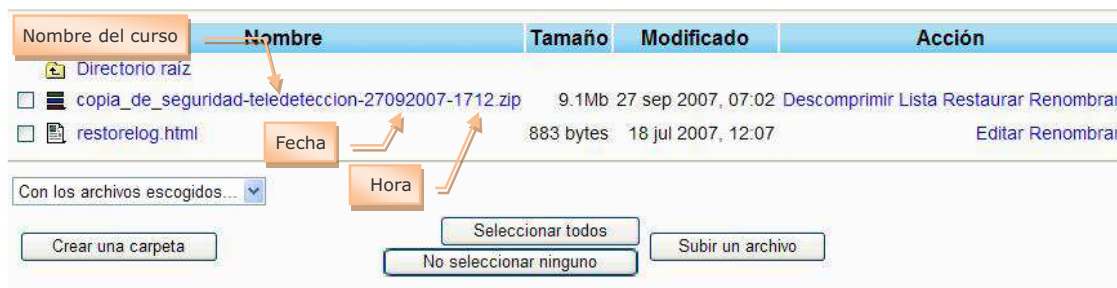 Nombre del curso Nombre Tamaño Modificado Acción
Directorio raíz
copia_de_seguridad-teledeteccion-27092007-1712.zip 9.1Mb 27 sep 2007, 07:02 Descomprimir Lista Restaurar Renombrar
restorelog.html 883 bytes 18 jul 2007, 12:07 Editar Renombrar
Fecha
Hora
Con los archivos escogidos...
Seleccionar todos
Crear una carpeta Subir un archivo
No seleccionar ninguno